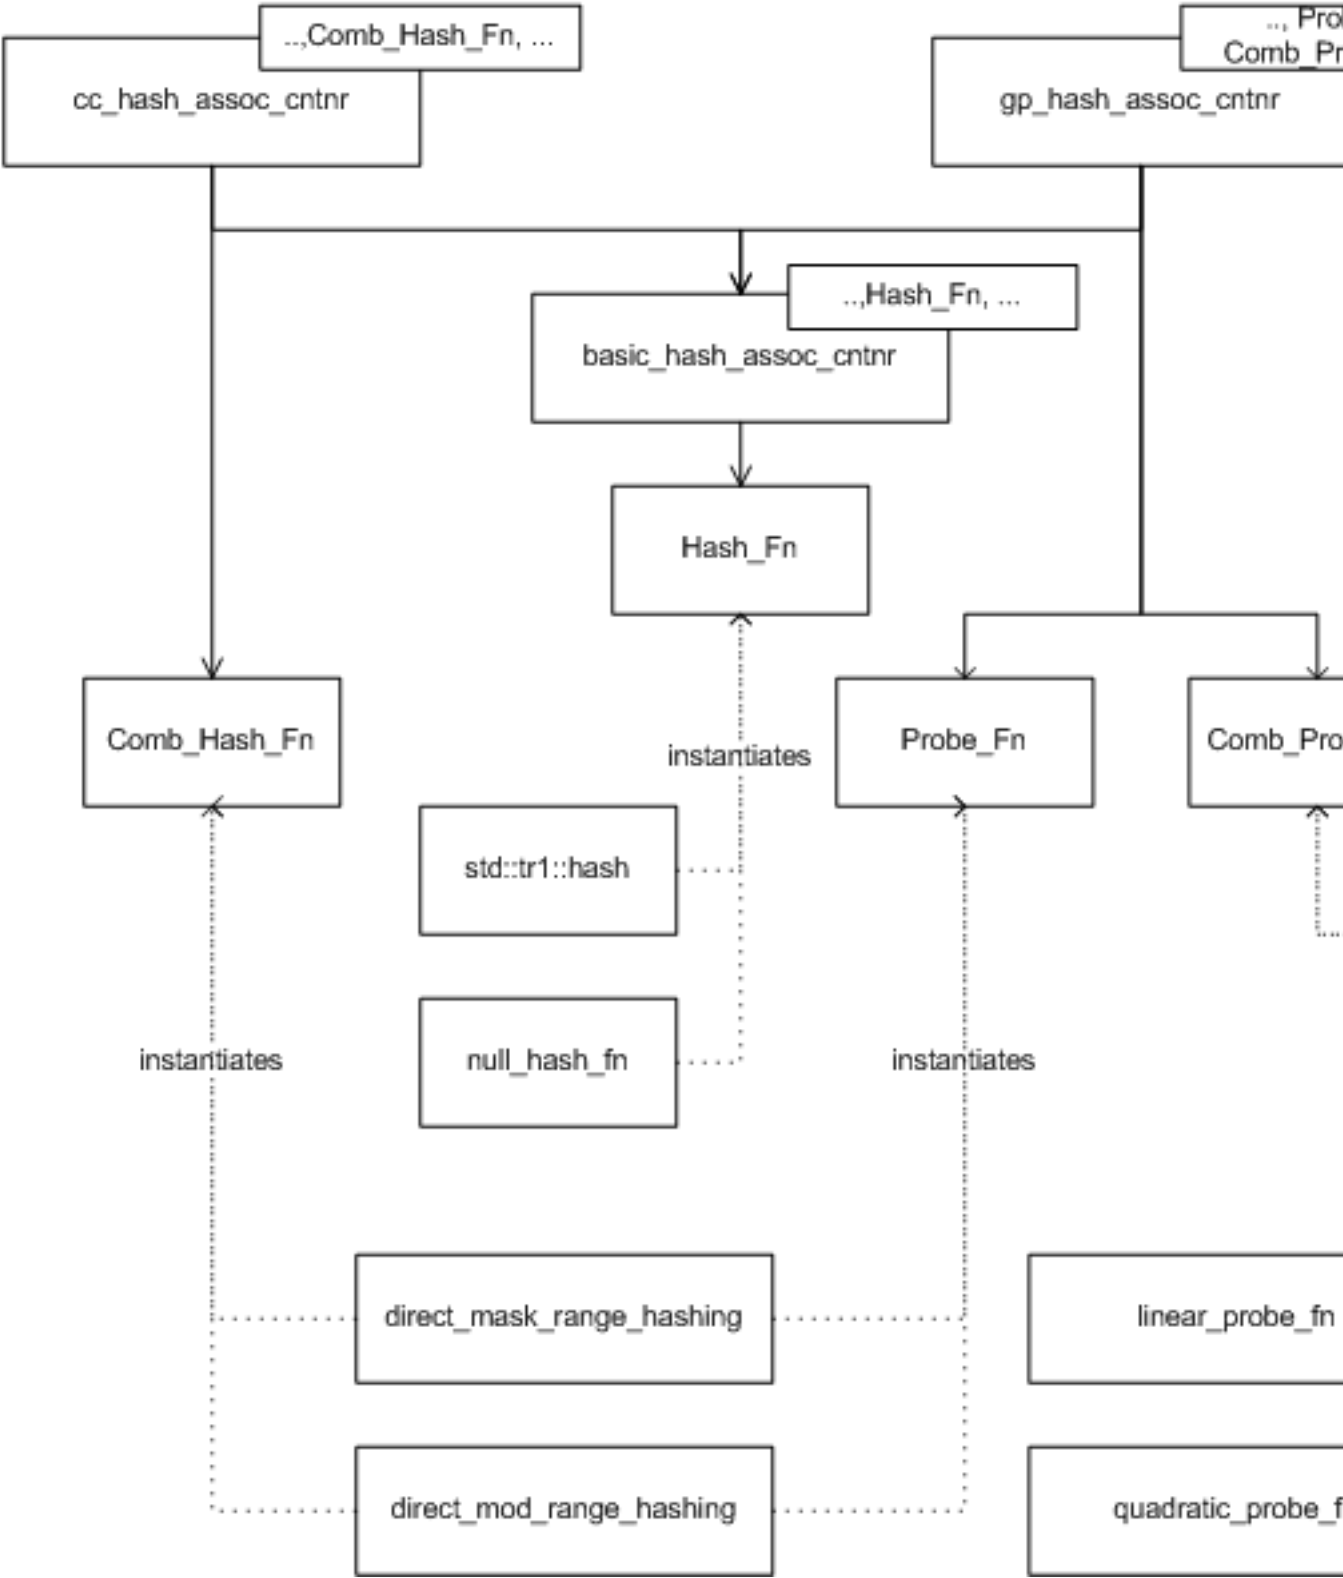 ..,Comb_Hash_Fn, ...
cc_hash_assoc_cntnr
gp_hash_assoc_cntnr
..,Hash_Fn, ...
basic_hash_assoc_cntnr
Hash_Fn
Comb_Hash_Fn
instantiates
Probe_Fn
std::tr1::hash
instantiates
null_hash_fn
instantiates
direct_mask_range_hashing
linear_probe_fn
direct_mod_range_hashing